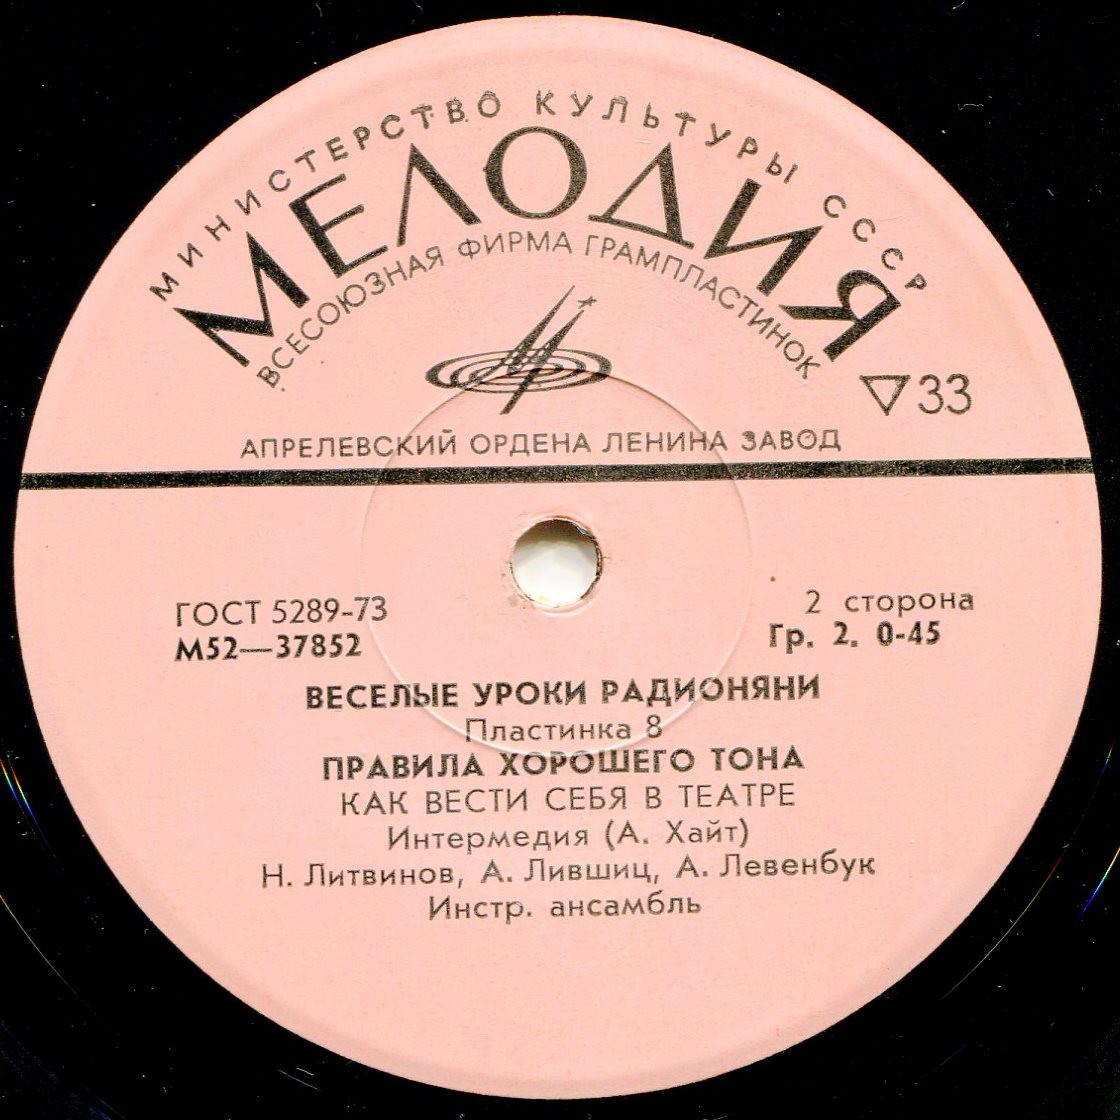 МИНИСТЕРСТВО КУЛЬТУРЫ СССР
МЕЛОДИЯ
ВСЕСОЮЗНАЯ ФИРМА ГРАМПЛАСТИНОК
▽33
АПРЕЛЕВСКИЙ ОРДЕНА ЛЕНИНА ЗАВОД
ГОСТ 5289-73
2 сторона
М52—37852
Гр. 2. 0-45
ВЕСЕЛЫЕ УРОКИ РАДИОНЯНИ
Пластинка 8
ПРАВИЛА ХОРОШЕГО ТОНА
КАК ВЕСТИ СЕБЯ В ТЕАТРЕ
Интермедия (А. Хайт)
Н. Литвинов, А. Лившиц, А. Левенбук
Инстр. ансамбль